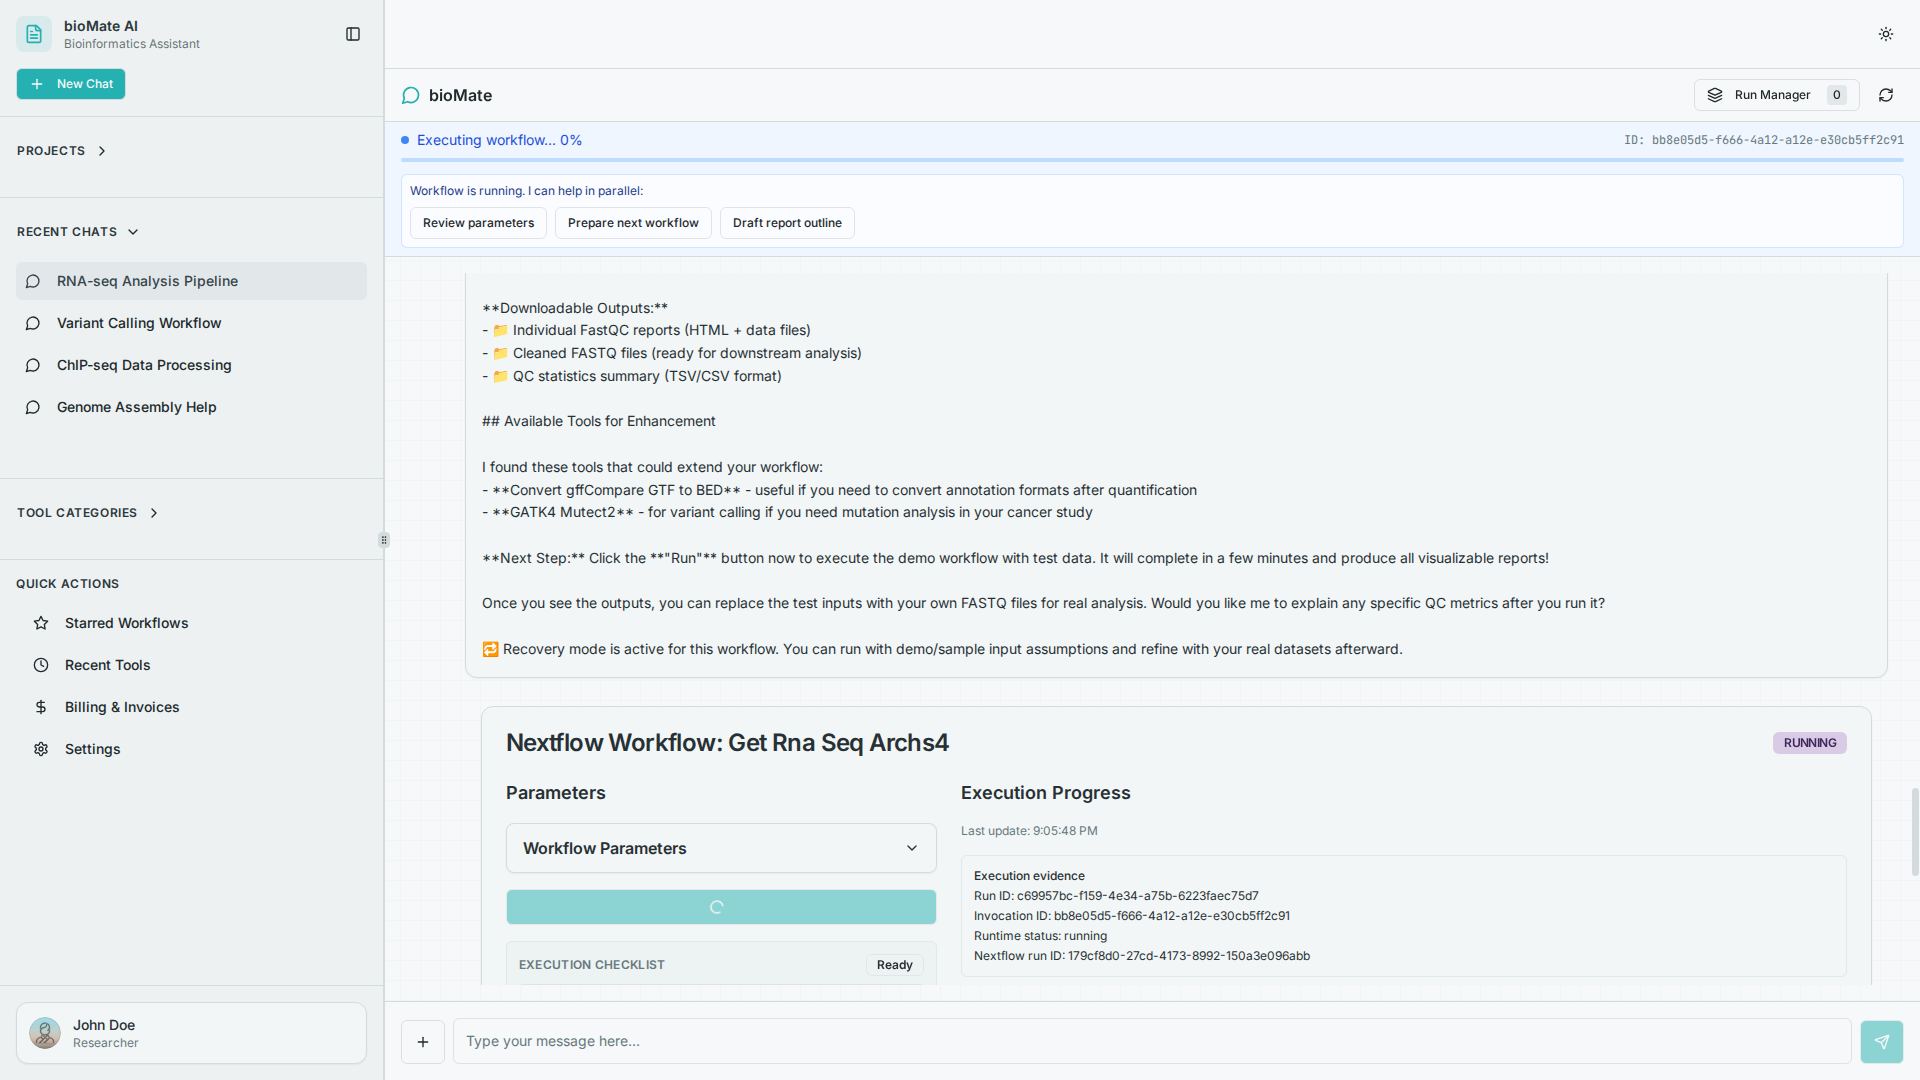 bioMate AI
Bioinformatics Assistant
New Chat
PROJECTS
RECENT CHATS
RNA-seq Analysis Pipeline
Variant Calling Workflow
ChIP-seq Data Processing
Genome Assembly Help
TOOL CATEGORIES
QUICK ACTIONS
Starred Workflows
Recent Tools
Billing & Invoices
Settings
John Doe
Researcher
bioMate
Run Manager 0
Executing workflow... 0%
ID: bb8e05d5-f666-4a12-a12e-e30cb5ff2c91
Workflow is running. I can help in parallel:
Review parameters
Prepare next workflow
Draft report outline
**Downloadable Outputs:**
- 📁 Individual FastQC reports (HTML + data files)
- 📁 Cleaned FASTQ files (ready for downstream analysis)
- 📁 QC statistics summary (TSV/CSV format)
## Available Tools for Enhancement
I found these tools that could extend your workflow:
- **Convert gffCompare GTF to BED** - useful if you need to convert annotation formats after quantification
- **GATK4 Mutect2** - for variant calling if you need mutation analysis in your cancer study
**Next Step:** Click the **"Run"** button now to execute the demo workflow with test data. It will complete in a few minutes and produce all visualizable reports!
Once you see the outputs, you can replace the test inputs with your own FASTQ files for real analysis. Would you like me to explain any specific QC metrics after you run it?
🔁 Recovery mode is active for this workflow. You can run with demo/sample input assumptions and refine with your real datasets afterward.
Nextflow Workflow: Get Rna Seq Archs4
RUNNING
Parameters
Workflow Parameters
EXECUTION CHECKLIST
Ready
Execution Progress
Last update: 9:05:48 PM
Execution evidence
Run ID: c69957bc-f159-4e34-a75b-6223faec75d7
Invocation ID: bb8e05d5-f666-4a12-a12e-e30cb5ff2c91
Runtime status: running
Nextflow run ID: 179cf8d0-27cd-4173-8992-150a3e096abb
Type your message here...